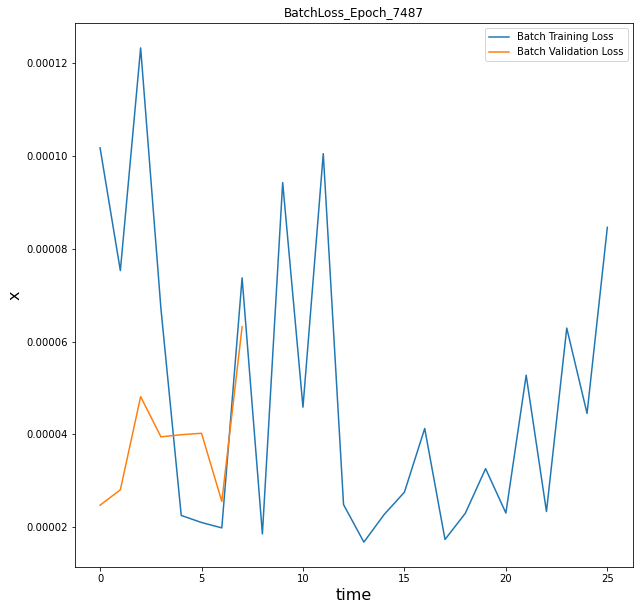 BatchLoss_Epoch_7487
Batch Training Loss
Batch Validation Loss
0.00012
0.00010
0.00008
0.00006
0.00004
0.00002
x
0 5 10 15 20 25
time